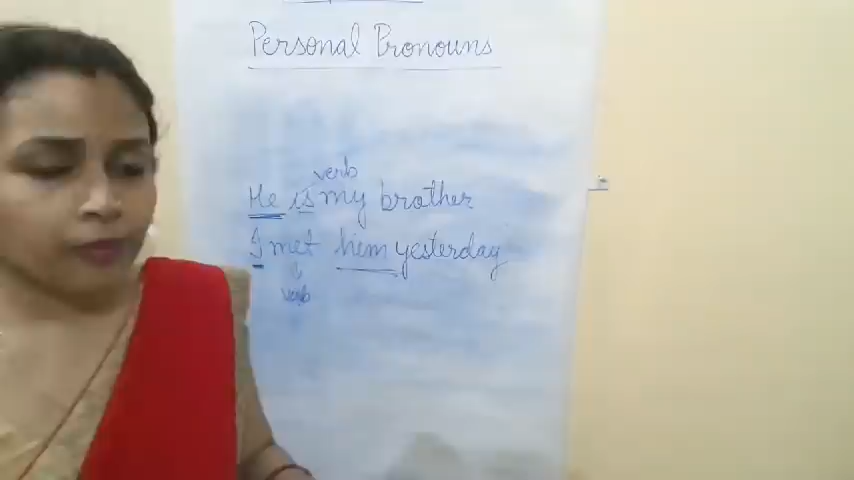 Personal Pronouns
verb
He is my brother
I met him yesterday
verb